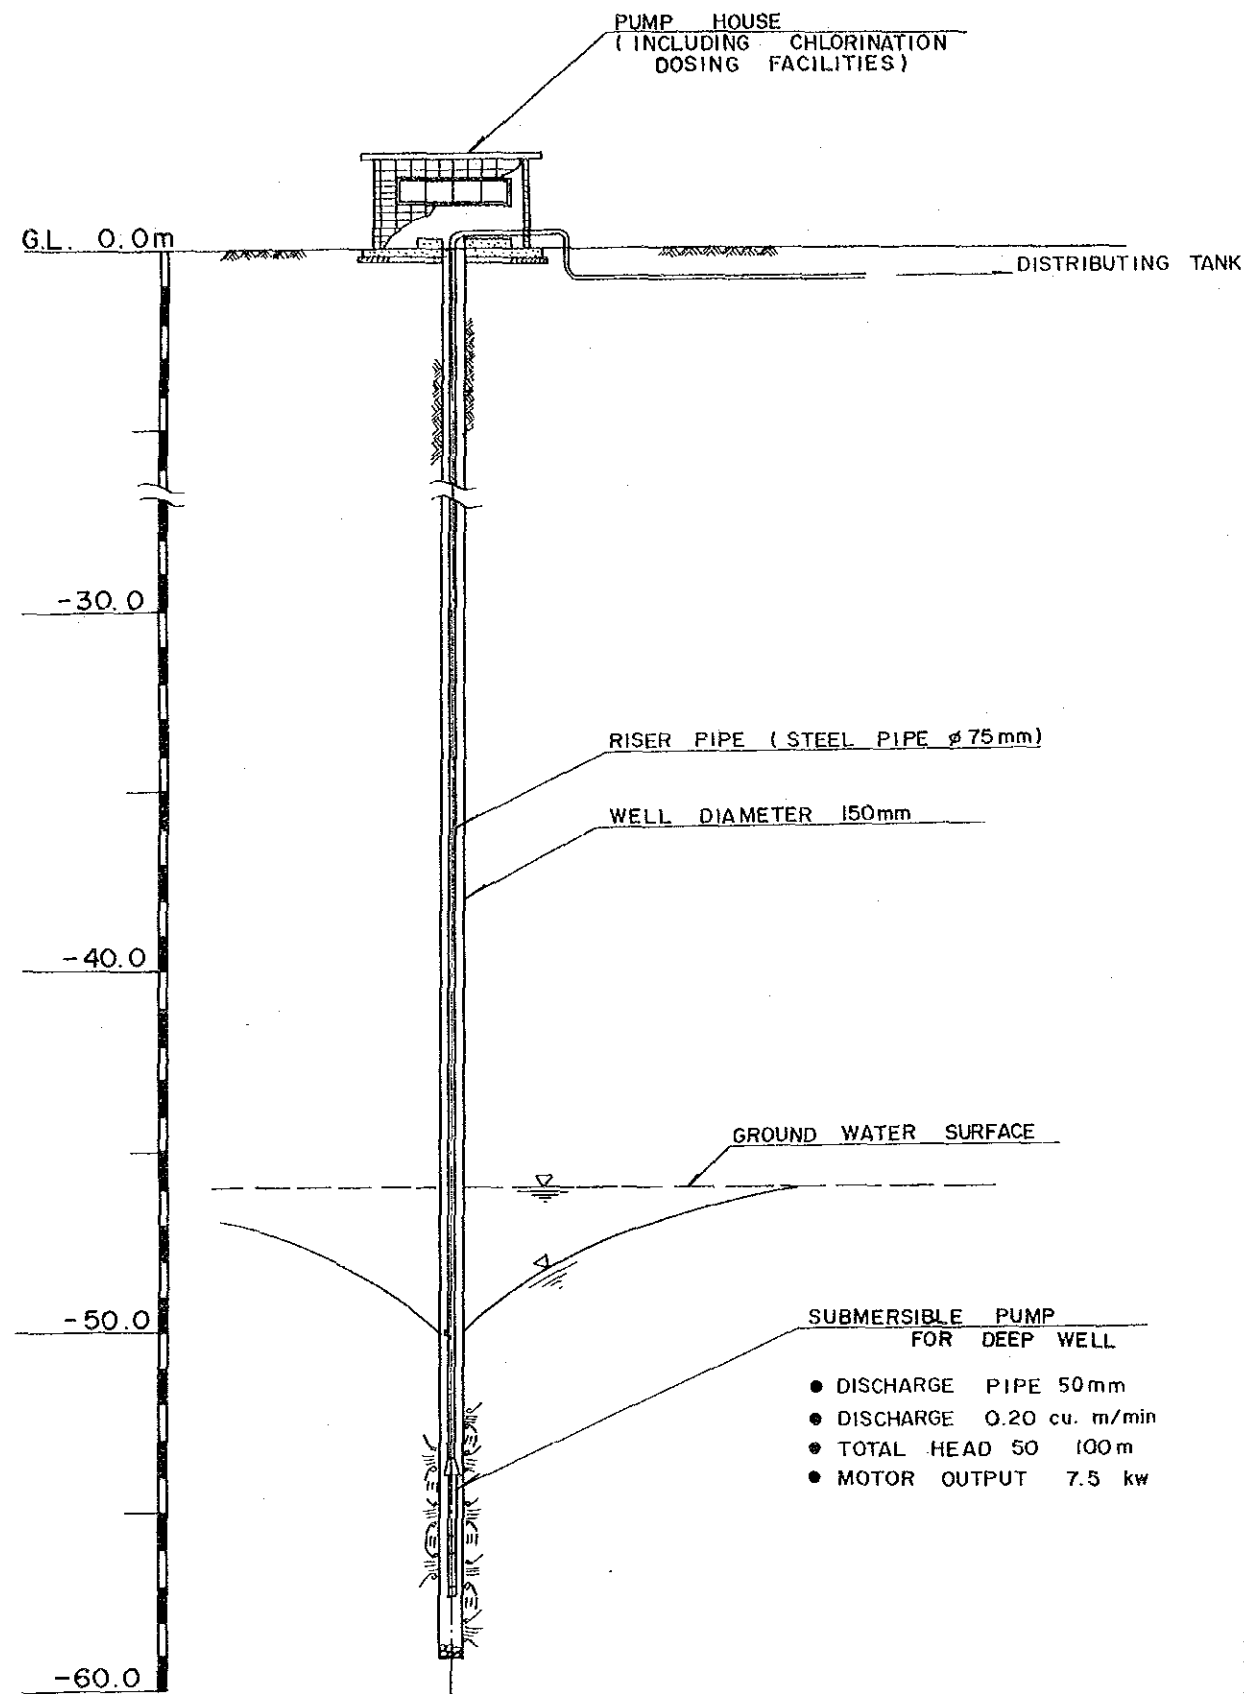 PUMP HOUSE
(INCLUDING CHLORINATION
DOSING FACILITIES)
G.L. 0.0m
DISTRIBUTING TANK
-30.0
RISER PIPE (STEEL PIPE ø75mm)
WELL DIAMETER 150mm
-40.0
GROUND WATER SURFACE
-50.0
SUBMERSIBLE PUMP
FOR DEEP WELL
● DISCHARGE PIPE 50mm
● DISCHARGE 0.20 cu. m/min
● TOTAL HEAD 50 100m
● MOTOR OUTPUT 7.5 kw
-60.0